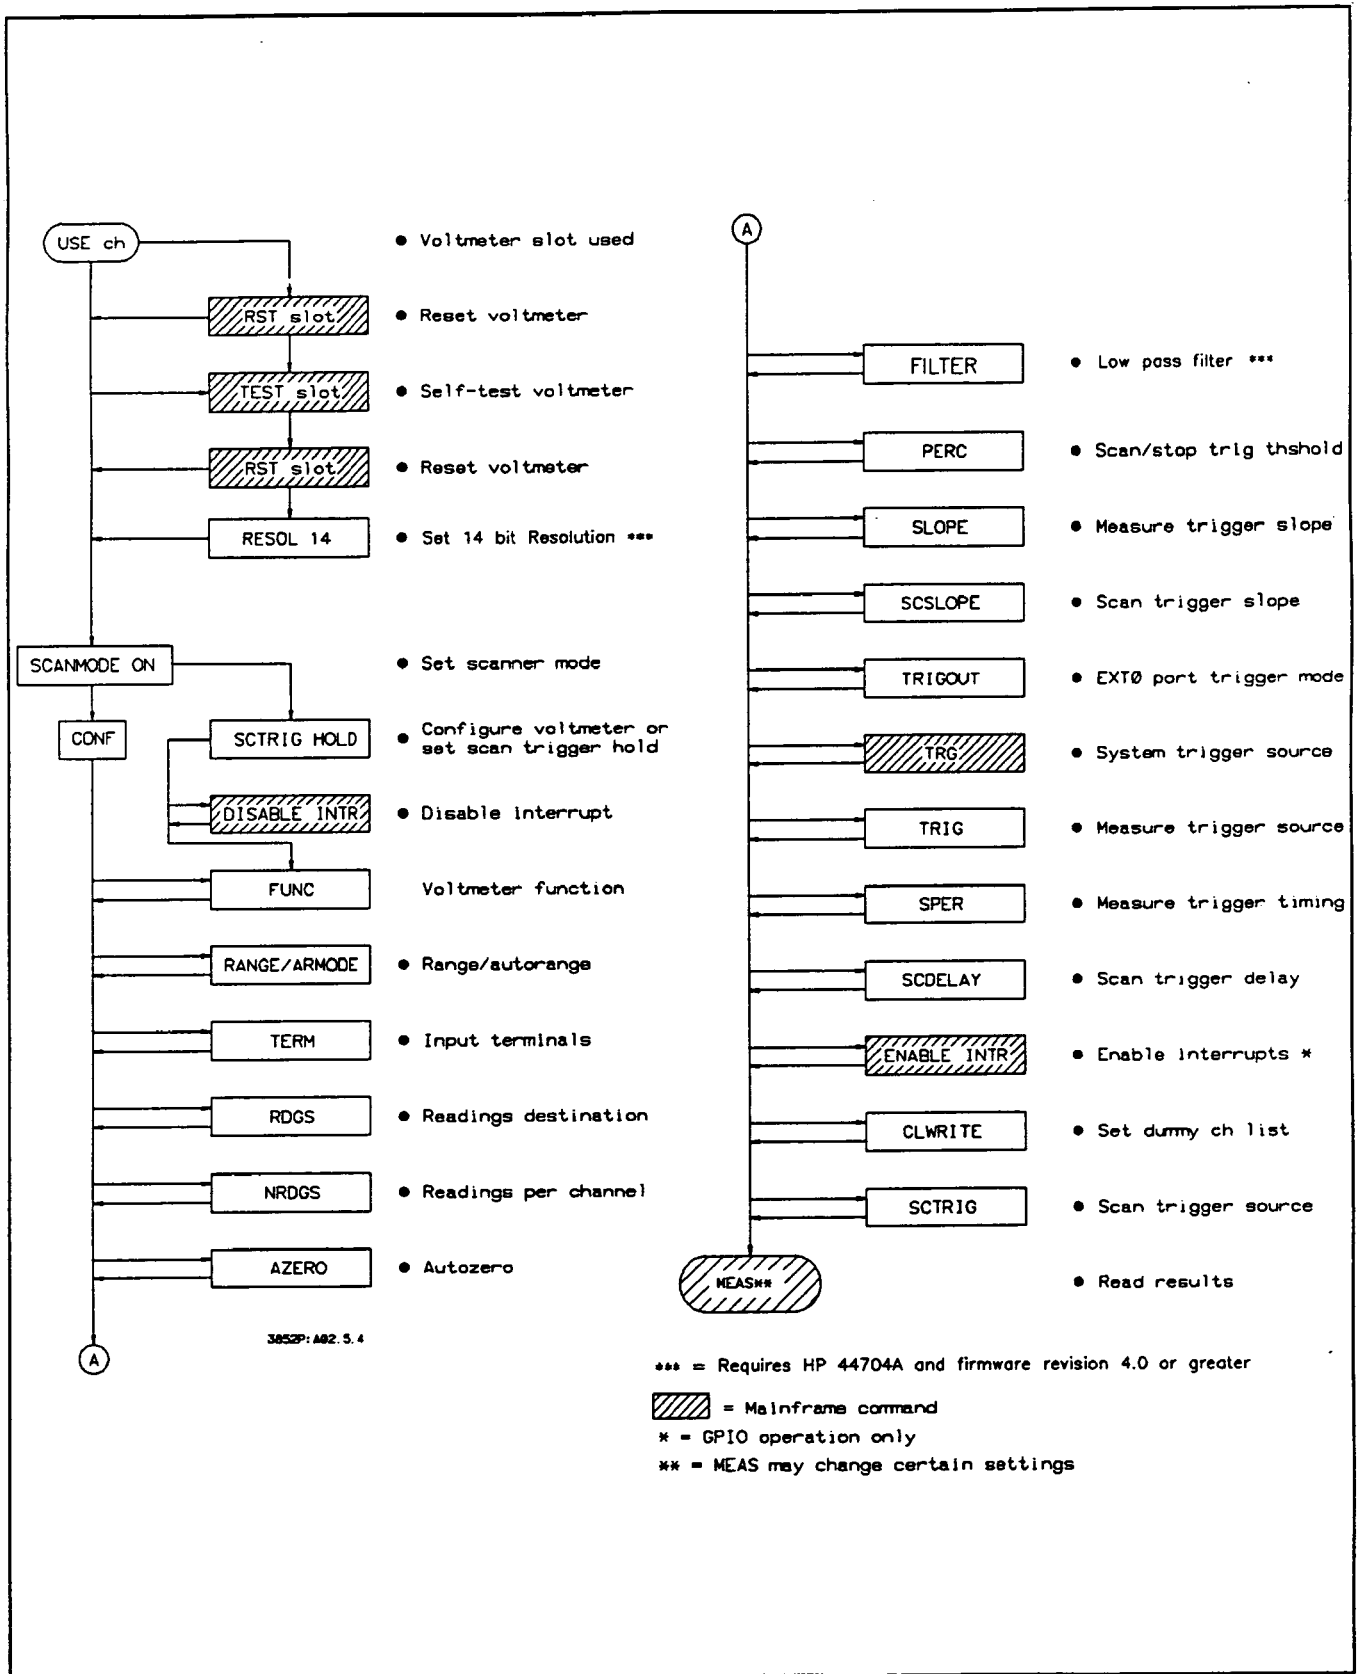 USE ch
● Voltmeter slot used
RST slot
● Reset voltmeter
TEST slot
● Self-test voltmeter
RST slot
● Reset voltmeter
RESOL 14
● Set 14 bit Resolution ***
SCANMODE ON
● Set scanner mode
CONF
SCTRIG HOLD
● Configure voltmeter or
set scan trigger hold
DISABLE INTR
● Disable interrupt
FUNC
Voltmeter function
RANGE/ARMODE
● Range/autorange
TERM
● Input terminals
RDGS
● Readings destination
NRDGS
● Readings per channel
AZERO
● Autozero
3852P:A02.5.4
A
A
FILTER
● Low pass filter ***
PERC
● Scan/stop trig thshold
SLOPE
● Measure trigger slope
SCSLOPE
● Scan trigger slope
TRIGOUT
● EXT0 port trigger mode
TRG
● System trigger source
TRIG
● Measure trigger source
SPER
● Measure trigger timing
SCDELAY
● Scan trigger delay
ENABLE INTR
● Enable interrupts *
CLWRITE
● Set dummy ch list
SCTRIG
● Scan trigger source
MEAS**
● Read results
*** = Requires HP 44704A and firmware revision 4.0 or greater
= Mainframe command
* = GPIO operation only
** = MEAS may change certain settings